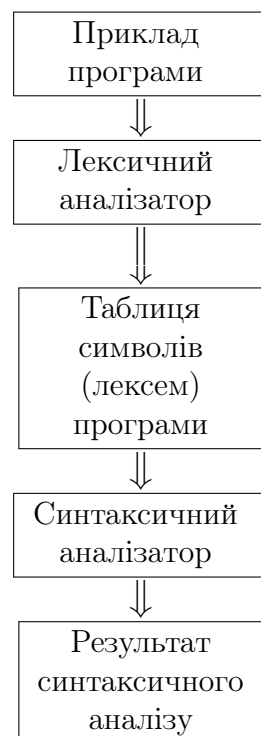 Приклад
програми
Лексичний
аналізатор
Таблиця
символів
(лексем)
програми
Синтаксичний
аналізатор
Результат
синтаксичного
аналізу